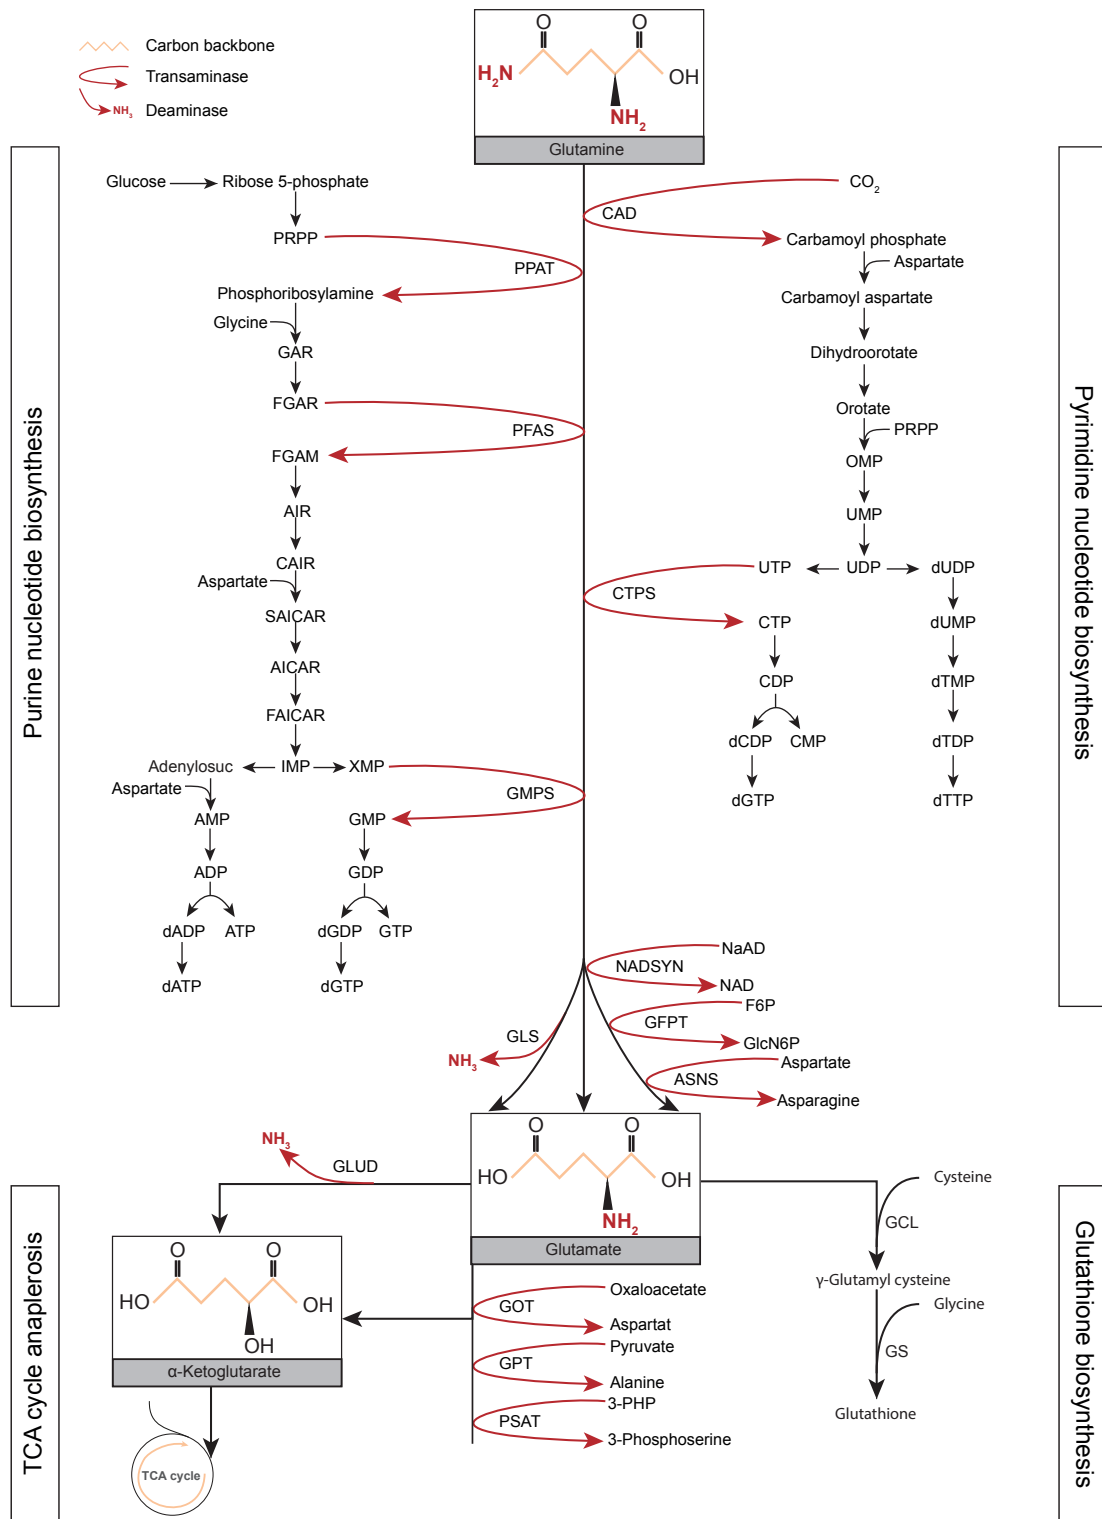 Carbon backbone
Transaminase
NH3 Deaminase
O O
H2N OH
NH2
Glutamine
Purine nucleotide biosynthesis
Glucose Ribose 5-phosphate
PRPP
PPAT
Phosphoribosylamine
Glycine
GAR
FGAR
PFAS
FGAM
AIR
CAIR
Aspartate
SAICAR
AICAR
FAICAR
Adenylosuc IMP XMP
Aspartate
GMPS
AMP GMP
ADP GDP
dADP ATP dGDP GTP
dATP dGTP
Pyrimidine nucleotide biosynthesis
CO2
CAD
Carbamoyl phosphate
Aspartate
Carbamoyl aspartate
Dihydroorotate
Orotate
PRPP
OMP
UMP
UTP UDP dUDP
CTPS
CTP dUMP
CDP dTMP
dCDP CMP dTDP
dGTP dTTP
NaAD
NADSYN
NAD
F6P
GFPT
GlcN6P
Aspartate
ASNS
Asparagine
GLS
NH3
O O
HO OH
NH2
Glutamate
NH3
GLUD
TCA cycle anaplerosis
O O
HO OH
OH
α-Ketoglutarate
TCA cycle
Oxaloacetate
GOT
Aspartat
Pyruvate
GPT
Alanine
3-PHP
PSAT
3-Phosphoserine
Glutathione biosynthesis
Cysteine
GCL
γ-Glutamyl cysteine
Glycine
GS
Glutathione